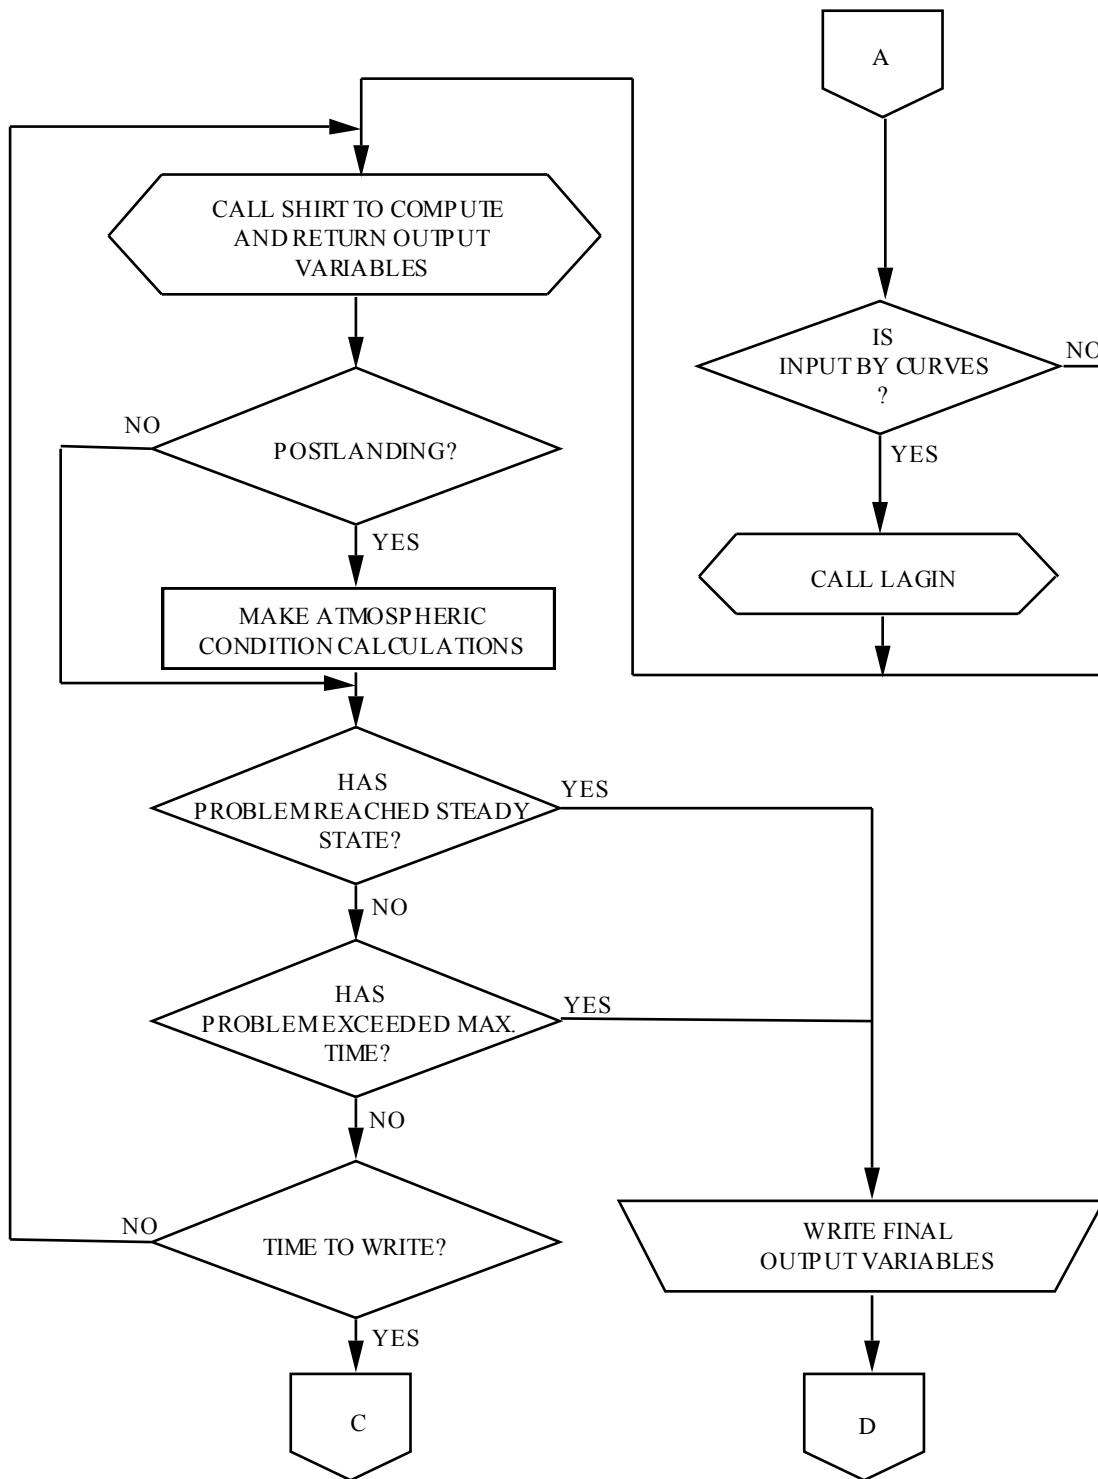 A
CALL SHIRT TO COMPUTE
AND RETURN OUTPUT
VARIABLES
IS
INPUT BY CURVES
?
NO
YES
NO
POSTLANDING?
YES
CALL LAGIN
MAKE ATMOSPHERIC
CONDITION CALCULATIONS
HAS
PROBLEM REACHED STEADY
STATE?
YES
NO
HAS
PROBLEM EXCEEDED MAX.
TIME?
YES
NO
NO
TIME TO WRITE?
YES
WRITE FINAL
OUTPUT VARIABLES
C
D